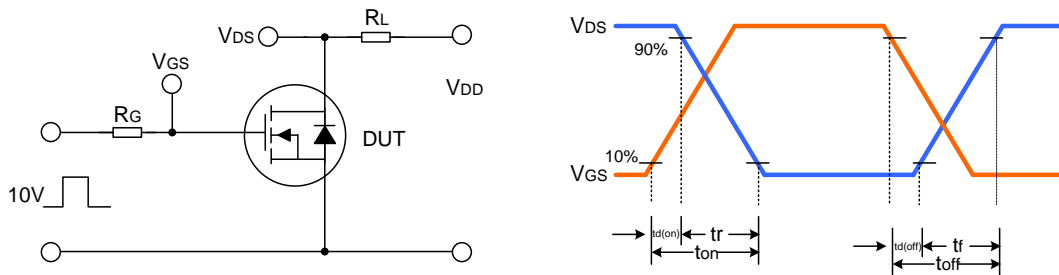 VDS
RL
VGS
VDD
RG
DUT
10V
VDS
90%
10%
VGS
td(on)
tr
ton
td(off)
tf
toff